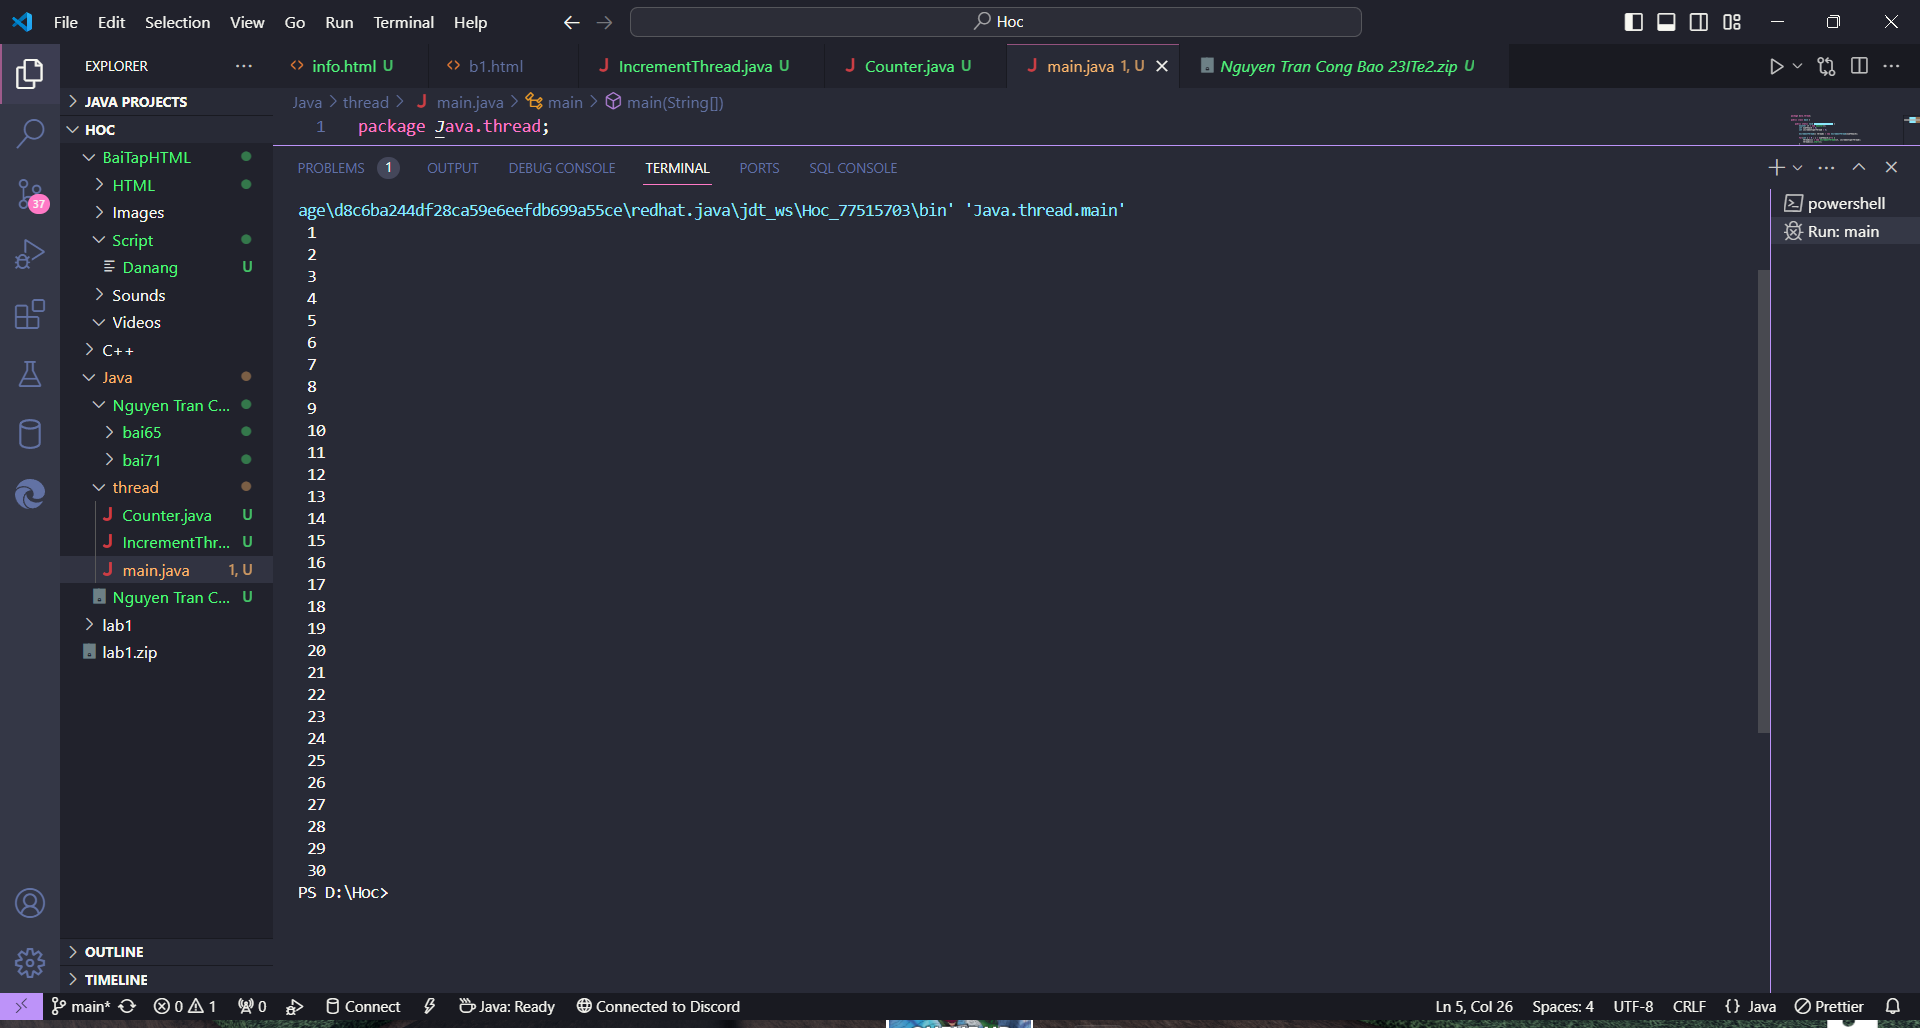 File Edit Selection View Go Run Terminal Help
Hoc
EXPLORER
JAVA PROJECTS
HOC
BaiTapHTML
HTML
Images
Script
Danang U
Sounds
Videos
C++
Java
Nguyen Tran C...
bai65
bai71
thread
Counter.java U
IncrementThr... U
main.java 1, U
Nguyen Tran C... U
lab1
lab1.zip
OUTLINE
TIMELINE
37
info.html U
b1.html
IncrementThread.java U
Counter.java U
main.java 1, U
Nguyen Tran Cong Bao 23ITe2.zip U
Java > thread > main.java > main > main(String[])
1 package Java.thread;
PROBLEMS 1 OUTPUT DEBUG CONSOLE TERMINAL PORTS SQL CONSOLE
age\d8c6ba244df28ca59e6eefdb699a55ce\redhat.java\jdt_ws\Hoc_77515703\bin' 'Java.thread.main'
1
2
3
4
5
6
7
8
9
10
11
12
13
14
15
16
17
18
19
20
21
22
23
24
25
26
27
28
29
30
PS D:\Hoc>
powershell
Run: main
main* 0 1 0 Connect Java: Ready Connected to Discord
Ln 5, Col 26 Spaces: 4 UTF-8 CRLF {} Java Prettier